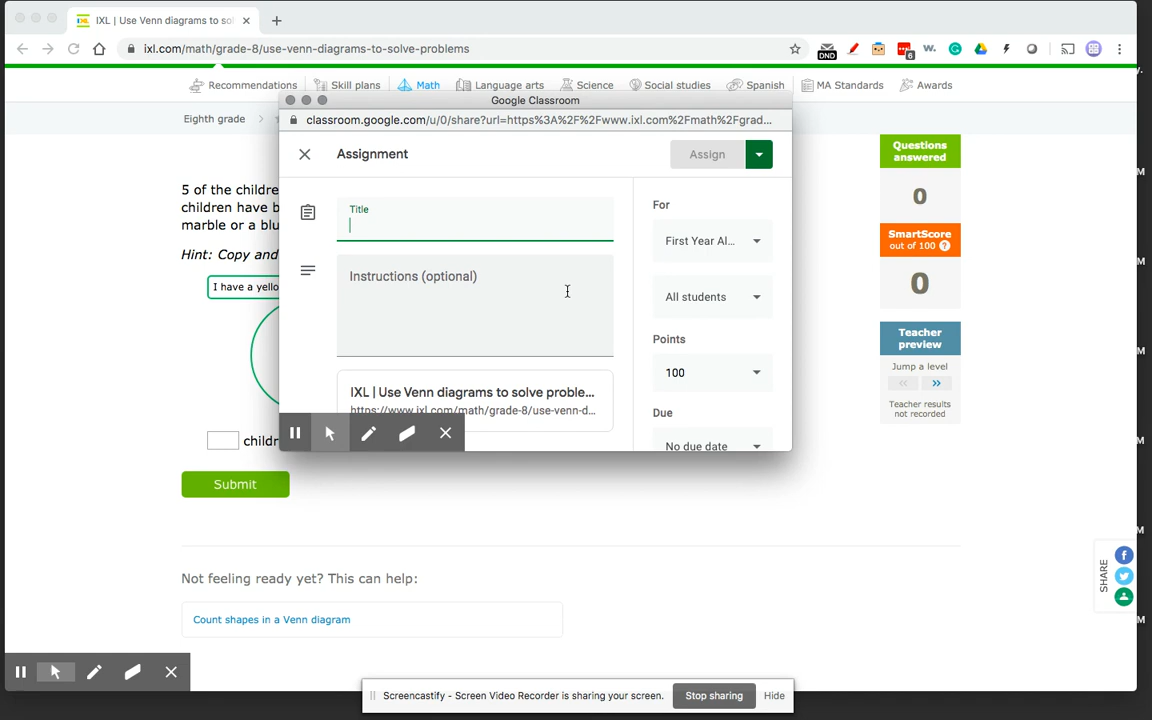 IXL | Use Venn diagrams to sol
ixl.com/math/grade-8/use-venn-diagrams-to-solve-problems
DND
6
w.
Recommendations
Skill plans
Math
Language arts
Science
Social studies
Spanish
MA Standards
Awards
Eighth grade
Google Classroom
classroom.google.com/u/0/share?url=https%3A%2F%2Fwww.ixl.com%2Fmath%2Fgrad...
Assignment
Assign
5 of the childre
children have b
marble or a blu
Hint: Copy and
I have a yello
childr
Submit
Title
Instructions (optional)
IXL | Use Venn diagrams to solve proble...
https://www.ixl.com/math/grade-8/use-venn-d...
For
First Year Al...
All students
Points
100
Due
No due date
Questions
answered
0
SmartScore
out of 100 ?
0
Teacher
preview
Jump a level
<< >>
Teacher results
not recorded
Not feeling ready yet? This can help:
Count shapes in a Venn diagram
SHARE
Screencastify - Screen Video Recorder is sharing your screen.
Stop sharing
Hide
M
M
M
M
M
M